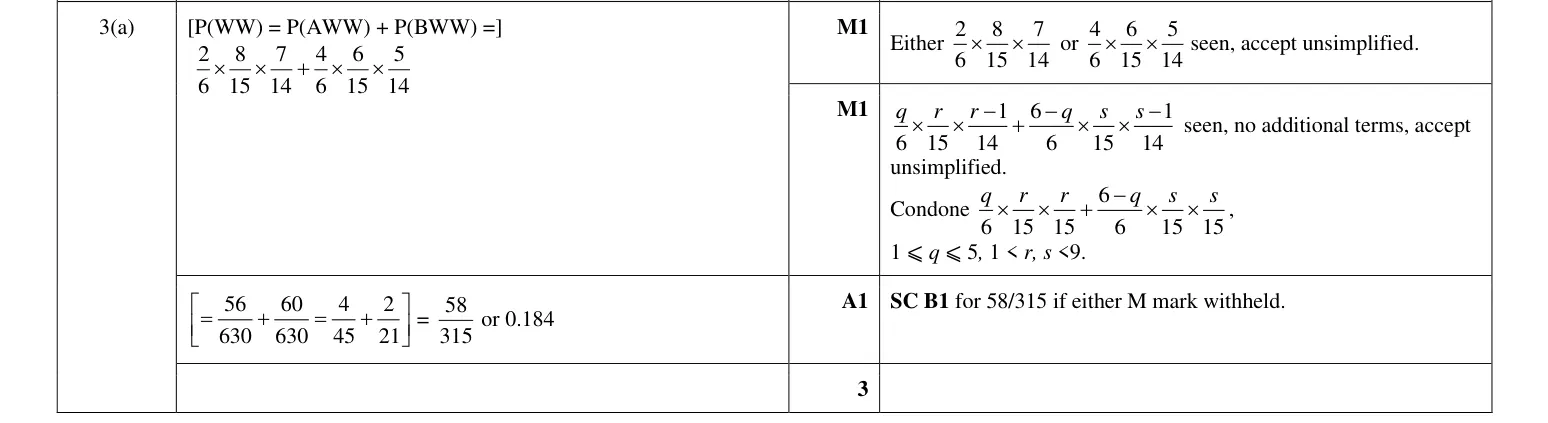 3(a)
[P(WW) = P(AWW) + P(BWW) =]
2/6 × 8/15 × 7/14 + 4/6 × 6/15 × 5/14
M1
Either 2/6 × 8/15 × 7/14 or 4/6 × 6/15 × 5/14 seen, accept unsimplified.
M1
q/6 × r/15 × (r − 1)/14 + (6 − q)/6 × s/15 × (s − 1)/14 seen, no additional terms, accept
unsimplified.
Condone q/6 × r/15 × r/15 + (6 − q)/6 × s/15 × s/15,
1 ⩽ q ⩽ 5, 1 < r, s <9.
[= 56/630 + 60/630 = 4/45 + 2/21] = 58/315 or 0.184
A1
SC B1 for 58/315 if either M mark withheld.
3